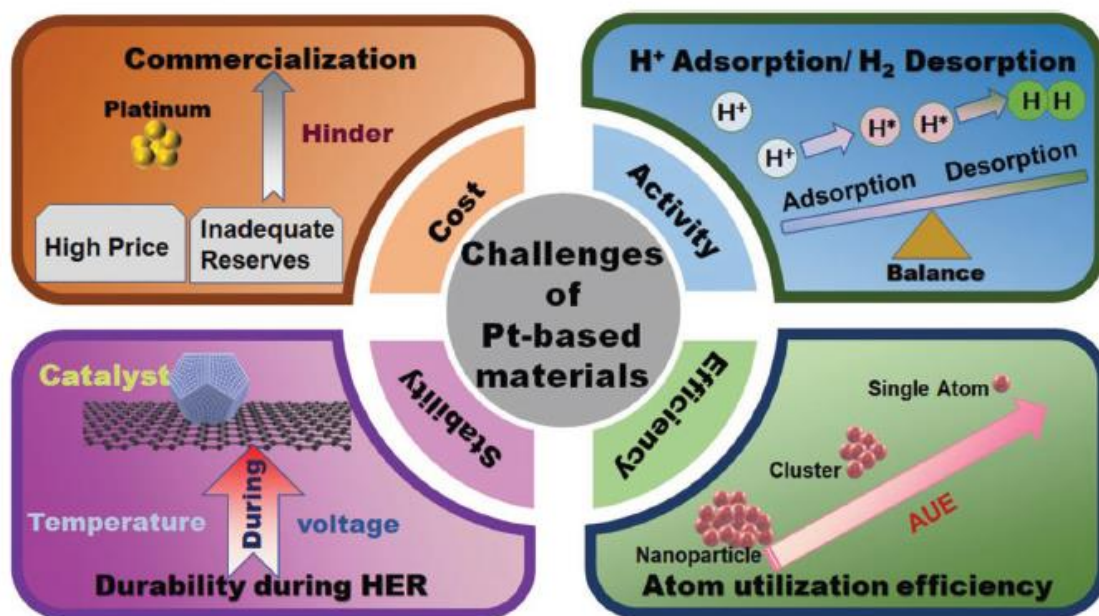 Commercialization
Platinum
Hinder
High Price
Inadequate
Reserves
Cost
H⁺ Adsorption/ H₂ Desorption
H⁺
H⁺
H*
H*
H H
Adsorption
Desorption
Balance
Activity
Challenges
of
Pt-based
materials
Stability
Catalyst
Temperature
During
voltage
Durability during HER
Efficiency
Single Atom
Cluster
Nanoparticle
AUE
Atom utilization efficiency